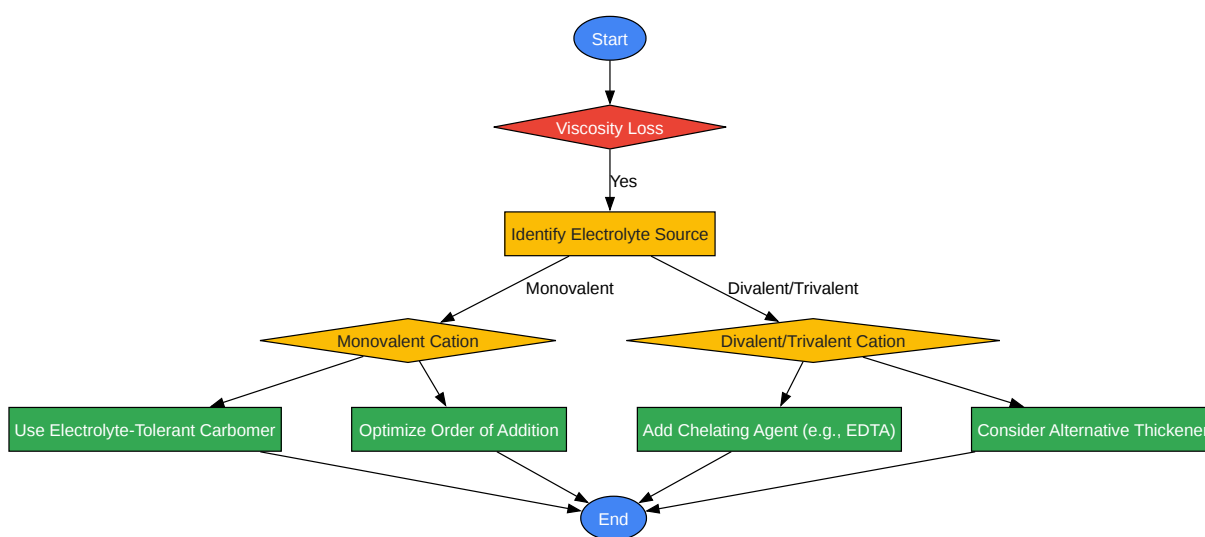 Start
Viscosity Loss
Yes
Identify Electrolyte Source
Monovalent
Divalent/Trivalent
Monovalent Cation
Divalent/Trivalent Cation
Use Electrolyte-Tolerant Carbomer
Optimize Order of Addition
Add Chelating Agent (e.g., EDTA)
Consider Alternative Thickener
End